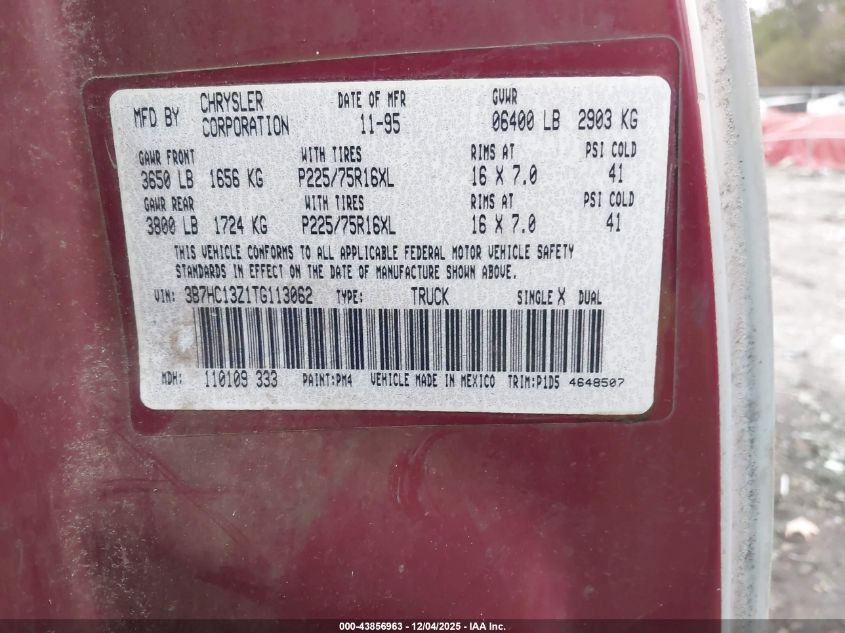 MFD BY CHRYSLER CORPORATION DATE OF MFR 11-95 GVWR 06400 LB 2903 KG
GAWR FRONT WITH TIRES RIMS AT PSI COLD
3650 LB 1656 KG P225/75R16XL 16 X 7.0 41
GAWR REAR WITH TIRES RIMS AT PSI COLD
3800 LB 1724 KG P225/75R16XL 16 X 7.0 41
THIS VEHICLE CONFORMS TO ALL APPLICABLE FEDERAL MOTOR VEHICLE SAFETY
STANDARDS IN EFFECT ON THE DATE OF MANUFACTURE SHOWN ABOVE.
VIN: 3B7HC13Z1TG113062 TYPE: TRUCK SINGLE X DUAL
MDH: 110109 333 PAINT:PM4 VEHICLE MADE IN MEXICO TRIM:P1D5 4648507
000-43856963 - 12/04/2025 - IAA Inc.